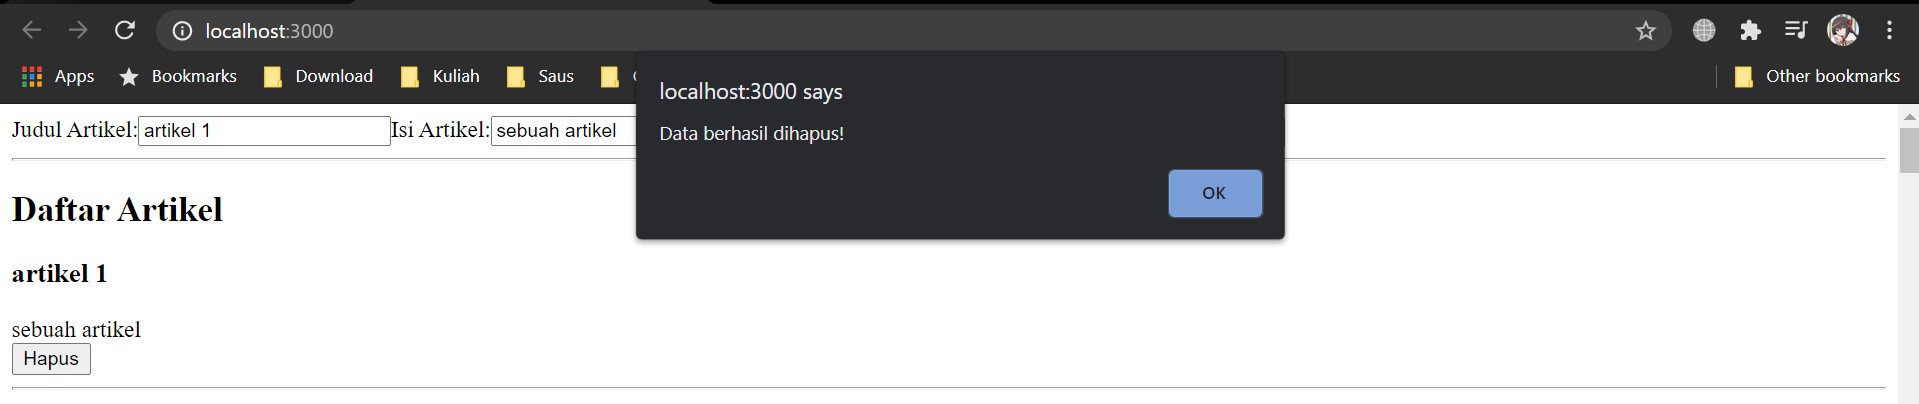 localhost:3000
Apps Bookmarks Download Kuliah Saus Other bookmarks
localhost:3000 says
Data berhasil dihapus!
OK
Judul Artikel: artikel 1 Isi Artikel: sebuah artikel
Daftar Artikel
artikel 1
sebuah artikel
Hapus